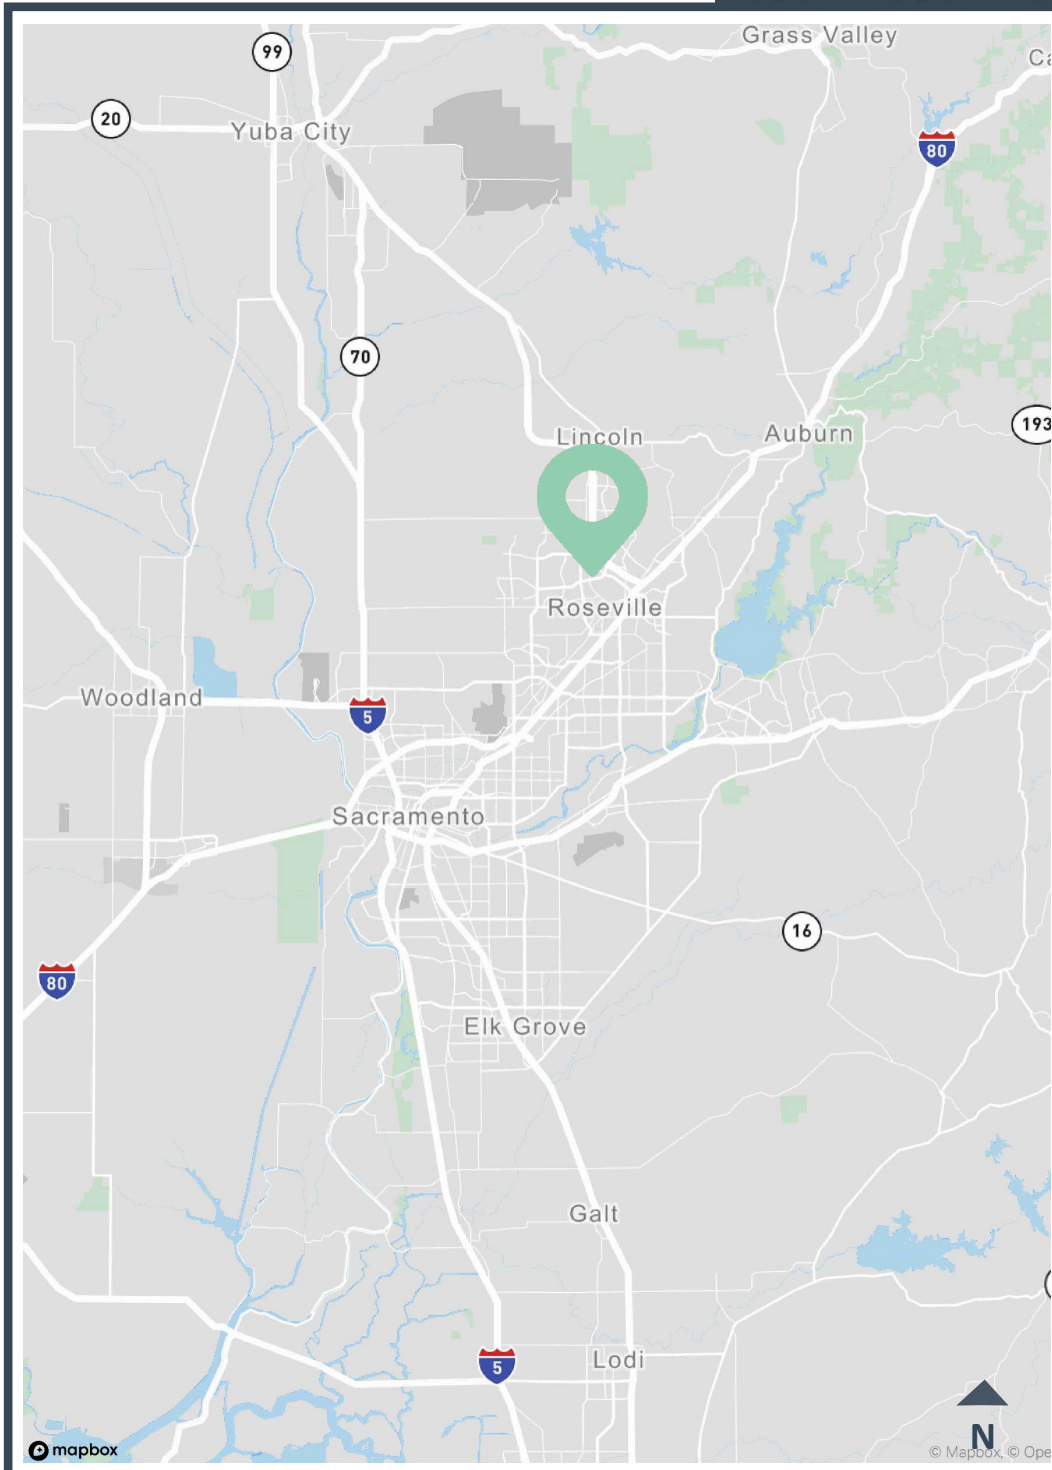 Grass Valley
99
Ca
20
Yuba City
80
70
193
Lincoln
Auburn
Roseville
Woodland
5
Sacramento
16
80
Elk Grove
Galt
5
Lodi
N
mapbox
© Mapbox, © Ope